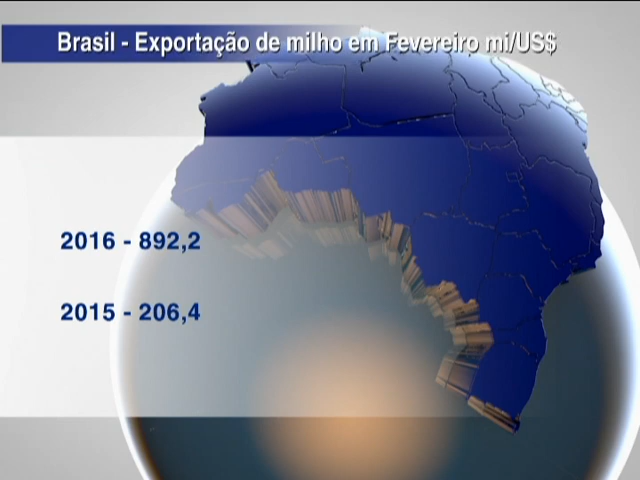 Brasil - Exportação de milho em Fevereiro mi/US$
2016 - 892,2
2015 - 206,4